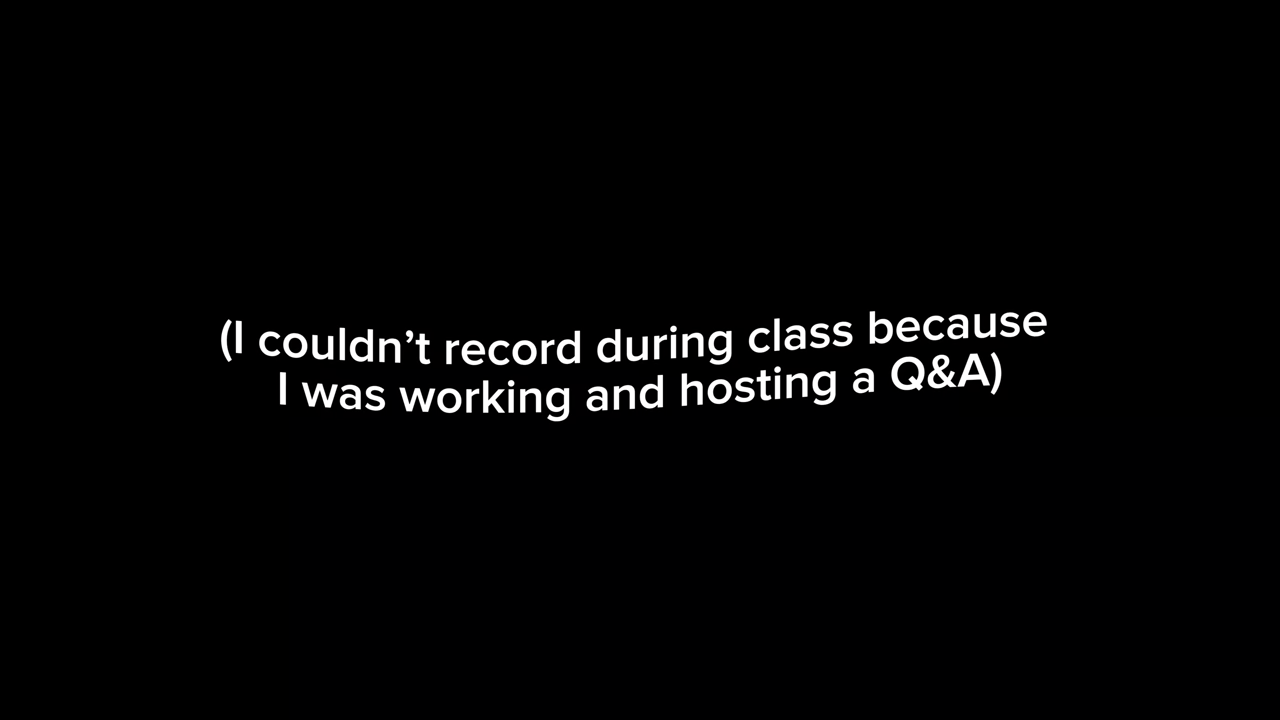 (I couldn’t record during class because
I was working and hosting a Q&A)